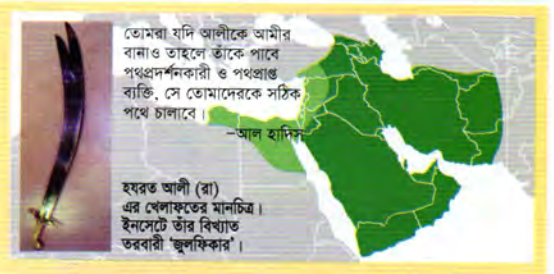 তোমরা যদি আলীকে আমীর
বানাও তাহলে তাঁকে পাবে
পথপ্রদর্শনকারী ও পথপ্রাপ্ত
ব্যক্তি, সে তোমাদেরকে সঠিক
পথে চালাবে।
–আল হাদিস
হযরত আলী (রা)
এর খেলাফতের মানচিত্র।
ইনসেটে তাঁর বিখ্যাত
তরবারী ‘জুলফিকার’।